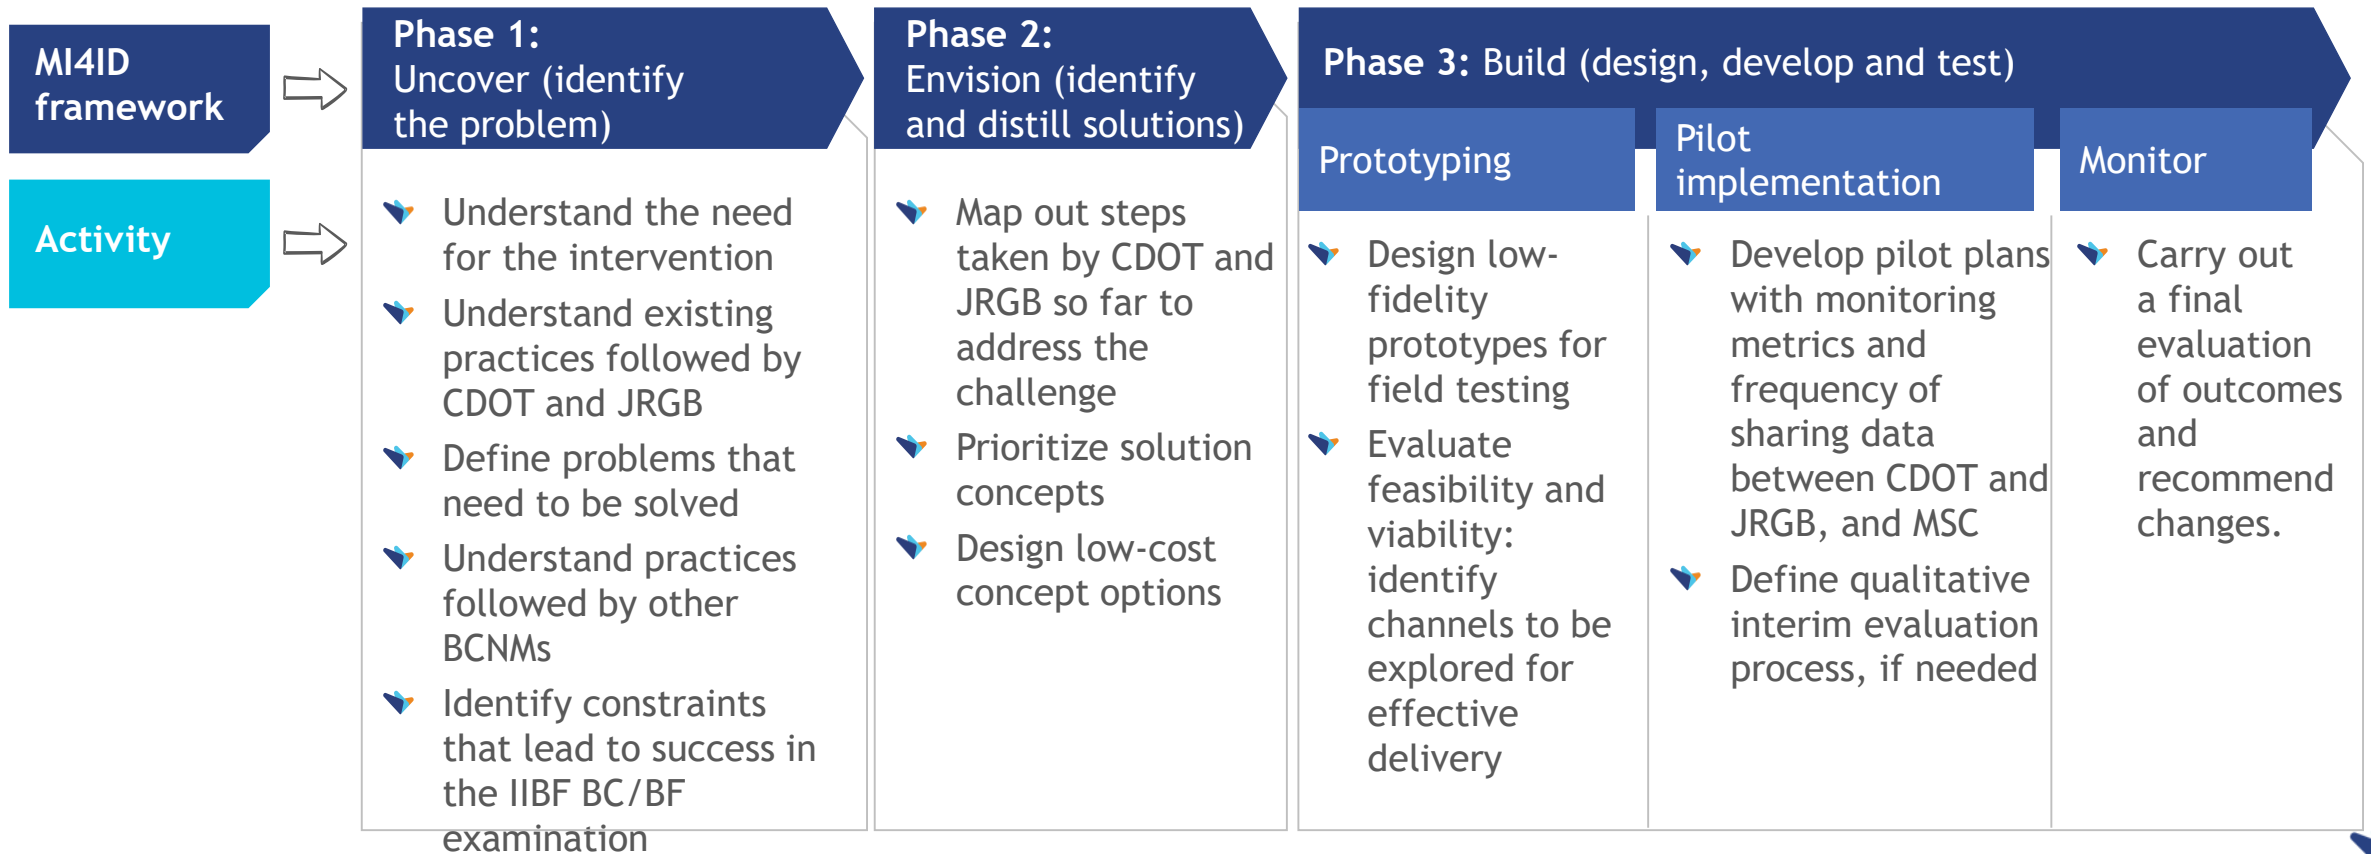 MI4ID
framework
Activity
Phase 1:
Uncover (identify
the problem)
Understand the need
for the intervention
Understand existing
practices followed by
CDOT and JRGB
Define problems that
need to be solved
Understand practices
followed by other
BCNMs
Identify constraints
that lead to success in
the IIBF BC/BF
examination
Phase 2:
Envision (identify
and distill solutions)
Map out steps
taken by CDOT and
JRGB so far to
address the
challenge
Prioritize solution
concepts
Design low-cost
concept options
Phase 3: Build (design, develop and test)
Prototyping
Design low-
fidelity
prototypes for
field testing
Evaluate
feasibility and
viability:
identify
channels to be
explored for
effective
delivery
Pilot
implementation
Develop pilot plans
with monitoring
metrics and
frequency of
sharing data
between CDOT and
JRGB, and MSC
Define qualitative
interim evaluation
process, if needed
Monitor
Carry out
a final
evaluation
of outcomes
and
recommend
changes.